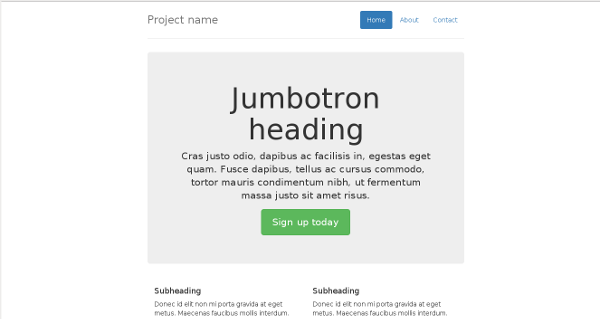 Project name
Home
About
Contact
Jumbotron
heading
Cras justo odio, dapibus ac facilisis in, egestas eget
quam. Fusce dapibus, tellus ac cursus commodo,
tortor mauris condimentum nibh, ut fermentum
massa justo sit amet risus.
Sign up today
Subheading
Donec id elit non mi porta gravida at eget
metus. Maecenas faucibus mollis interdum.
Subheading
Donec id elit non mi porta gravida at eget
metus. Maecenas faucibus mollis interdum.